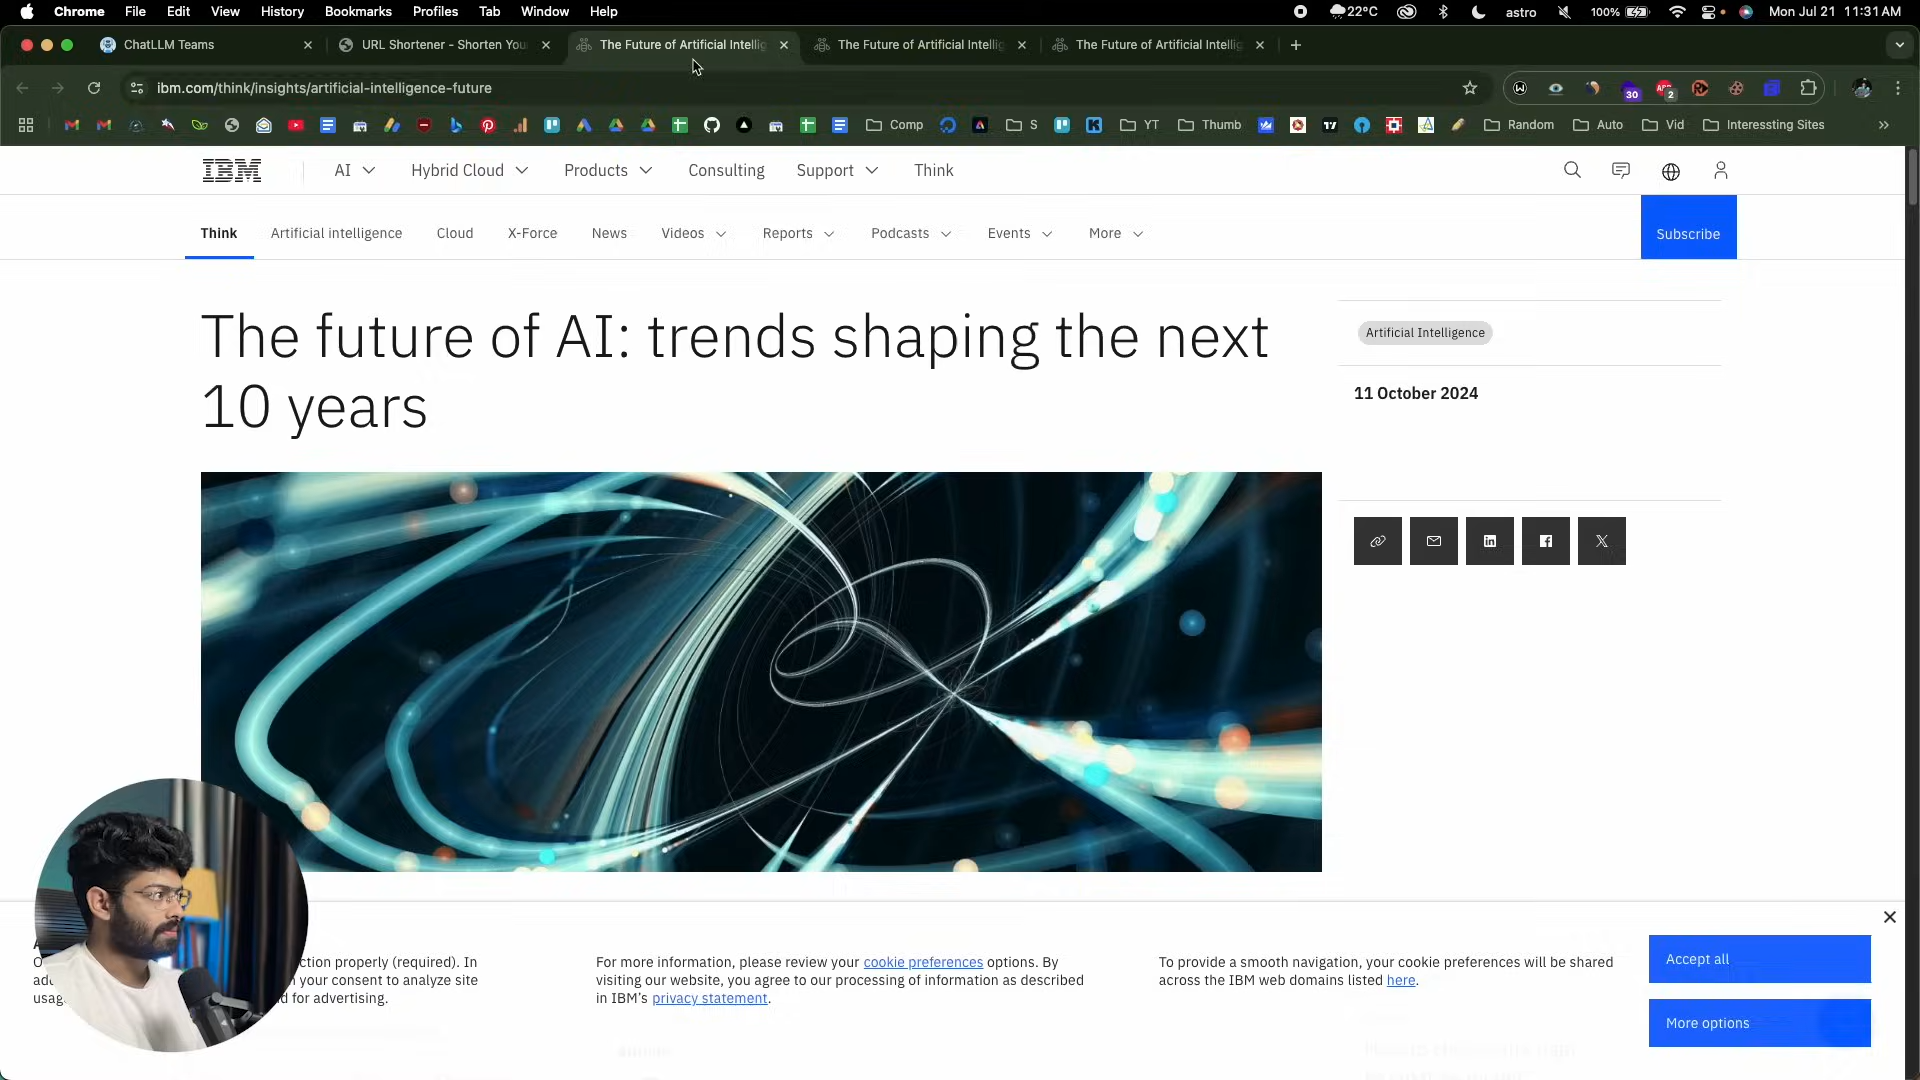 Chrome File Edit View History Bookmarks Profiles Tab Window Help
22°C astro 100% Mon Jul 21 11:31 AM
ChatLLM Teams
URL Shortener - Shorten You
The Future of Artificial Intellig
The Future of Artificial Intellig
The Future of Artificial Intellig
ibm.com/think/insights/artificial-intelligence-future
30
2
Comp
S
YT
Thumb
Random
Auto
Vid
Interessting Sites
IBM
AI
Hybrid Cloud
Products
Consulting
Support
Think
Think
Artificial intelligence
Cloud
X-Force
News
Videos
Reports
Podcasts
Events
More
Subscribe
The future of AI: trends shaping the next
10 years
Artificial Intelligence
11 October 2024
ction properly (required). In
your consent to analyze site
d for advertising.
For more information, please review your cookie preferences options. By
visiting our website, you agree to our processing of information as described
in IBM's privacy statement.
To provide a smooth navigation, your cookie preferences will be shared
across the IBM web domains listed here.
Accept all
More options